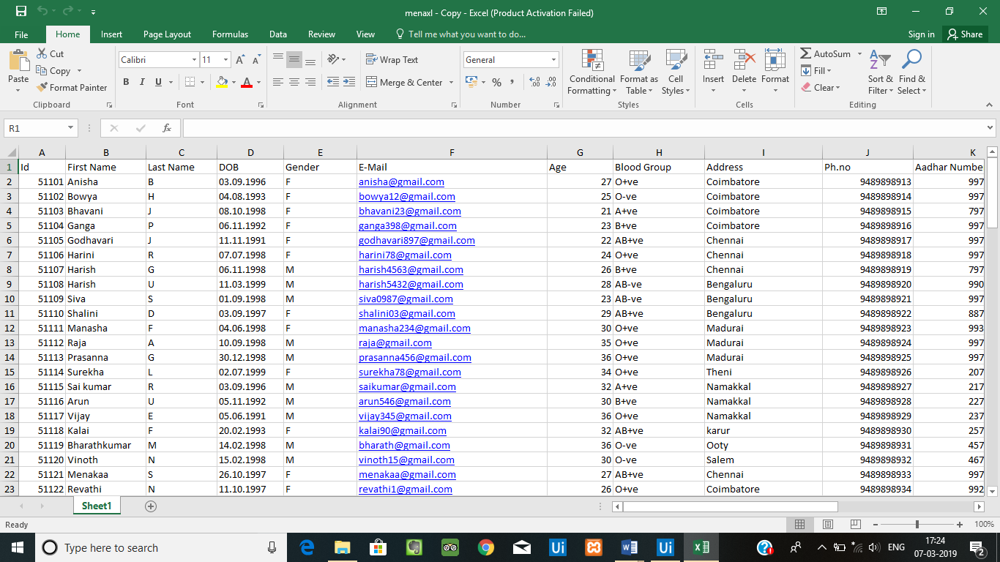 menaxl - Copy - Excel (Product Activation Failed)
File Home Insert Page Layout Formulas Data Review View Tell me what you want to do... Sign in Share
Paste Cut Copy Format Painter Clipboard
Calibri 11 A A B I U A Font
Wrap Text Merge & Center Alignment
General % , .0 .00 .00 .0 Number
Conditional Formatting Format as Table Cell Styles Styles
Insert Delete Format Cells
AutoSum Fill Clear Sort & Filter Find & Select Editing
R1 fx
A B C D E F G H I J K
1 Id First Name Last Name DOB Gender E-Mail Age Blood Group Address Ph.no Aadhar Numbe
2 51101 Anisha B 03.09.1996 F anisha@gmail.com 27 O+ve Coimbatore 9489898913 997
3 51102 Bowya H 04.08.1993 F bowya12@gmail.com 25 O-ve Coimbatore 9489898914 997
4 51103 Bhavani J 08.10.1998 F bhavani23@gmail.com 21 A+ve Coimbatore 9489898915 797
5 51104 Ganga P 06.11.1992 F ganga398@gmail.com 23 B+ve Coimbatore 9489898916 997
6 51105 Godhavari J 11.11.1991 F godhavari897@gmail.com 22 AB+ve Chennai 9489898917 997
7 51106 Harini R 07.07.1998 F harini78@gmail.com 24 O+ve Chennai 9489898918 997
8 51107 Harish G 06.11.1998 M harish4563@gmail.com 26 B+ve Chennai 9489898919 797
9 51108 Harish U 11.03.1999 M harish5432@gmail.com 28 AB-ve Bengaluru 9489898920 990
10 51109 Siva S 01.09.1998 M siva0987@gmail.com 23 AB-ve Bengaluru 9489898921 997
11 51110 Shalini D 03.09.1997 F shalini03@gmail.com 29 AB+ve Bengaluru 9489898922 887
12 51111 Manasha F 04.06.1998 F manasha234@gmail.com 30 O+ve Madurai 9489898923 993
13 51112 Raja A 10.09.1998 M raja@gmail.com 35 O+ve Madurai 9489898924 997
14 51113 Prasanna G 30.12.1998 M prasanna456@gmail.com 36 O+ve Madurai 9489898925 997
15 51114 Surekha L 02.07.1999 F surekha78@gmail.com 34 O+ve Theni 9489898926 207
16 51115 Sai kumar R 03.09.1996 M saikumar@gmail.com 32 A+ve Namakkal 9489898927 217
17 51116 Arun U 05.11.1992 M arun546@gmail.com 30 B+ve Namakkal 9489898928 227
18 51117 Vijay E 05.06.1991 M vijay345@gmail.com 36 O+ve Namakkal 9489898929 237
19 51118 Kalai F 20.02.1993 F kalai90@gmail.com 32 AB+ve karur 9489898930 257
20 51119 Bharathkumar M 14.02.1998 M bharath@gmail.com 36 O-ve Ooty 9489898931 457
21 51120 Vinoth N 15.02.1998 M vinoth15@gmail.com 30 O-ve Salem 9489898932 467
22 51121 Menakaa S 26.10.1997 F menakaa@gmail.com 27 AB+ve Chennai 9489898933 997
23 51122 Revathi N 11.10.1997 F revathi1@gmail.com 26 O+ve Coimbatore 9489898934 992
Sheet1
Ready 100%
Type here to search Ui Ui ENG 17:24
07-03-2019 2